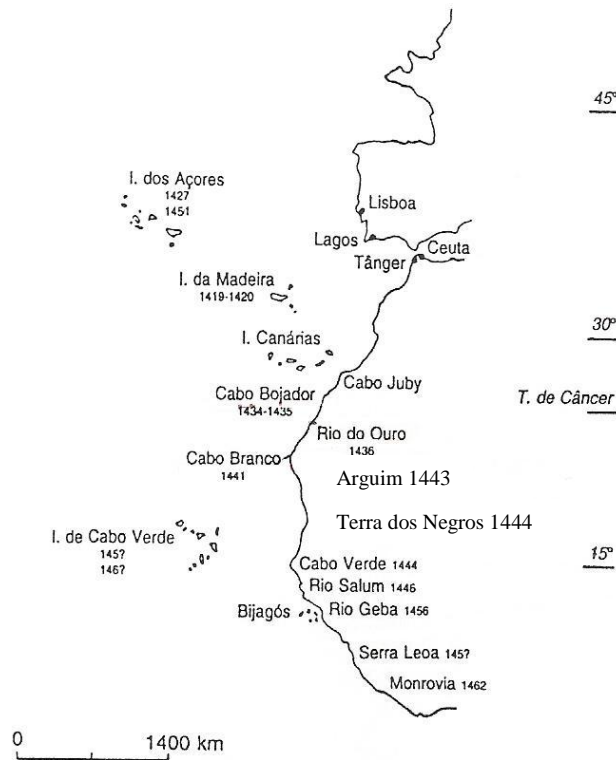 45º
I. dos Açores
1427
1451
Lisboa
Lagos
Ceuta
Tânger
I. da Madeira
1419-1420
30º
I. Canárias
Cabo Juby
Cabo Bojador
1434-1435
T. de Câncer
Rio do Ouro
1436
Cabo Branco
1441
Arguim 1443
Terra dos Negros 1444
I. de Cabo Verde
145?
146?
Cabo Verde 1444
15º
Rio Salum 1446
Bijagós
Rio Geba 1456
Serra Leoa 145?
Monrovia 1462
0
1400 km